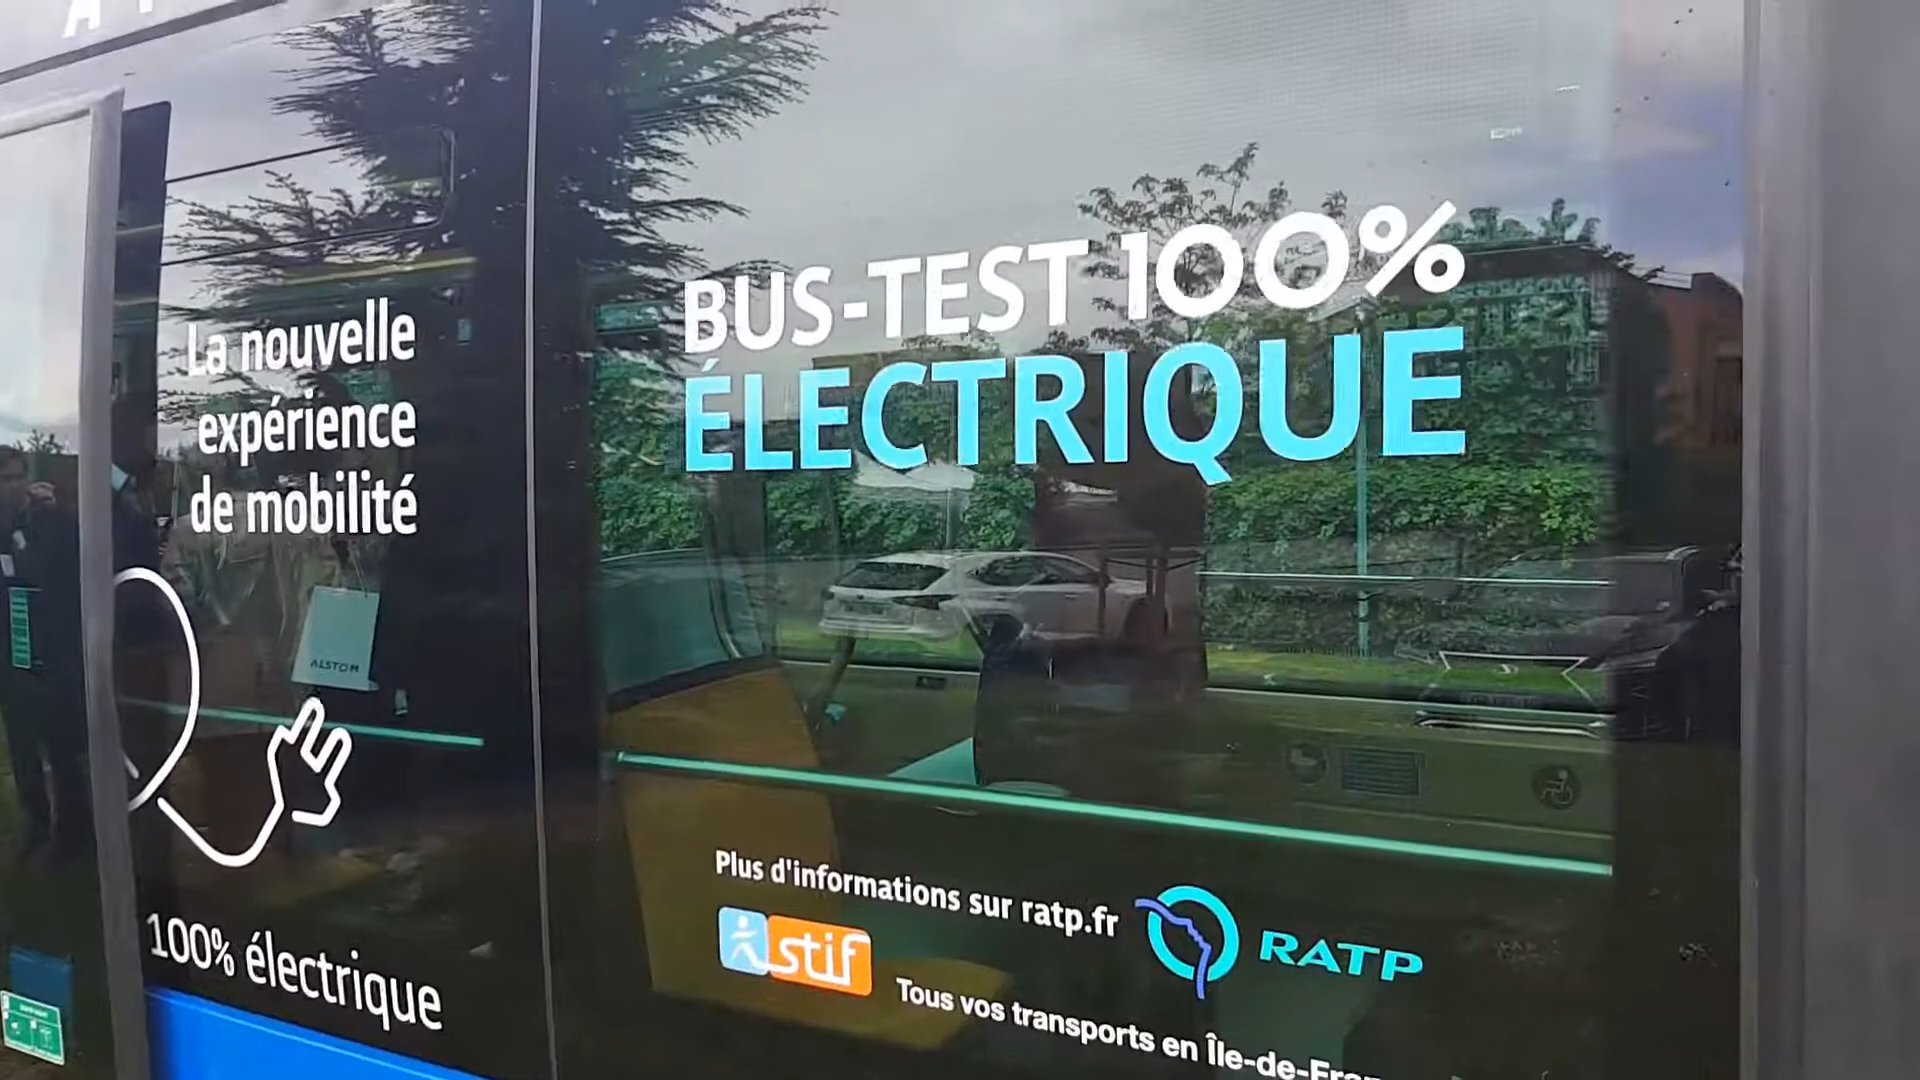 La nouvelle
expérience
de mobilité
ALSTOM
100% électrique
BUS-TEST 100%
ÉLECTRIQUE
Plus d'informations sur ratp.fr
RATP
stif
Tous vos transports en Île-de-Fra